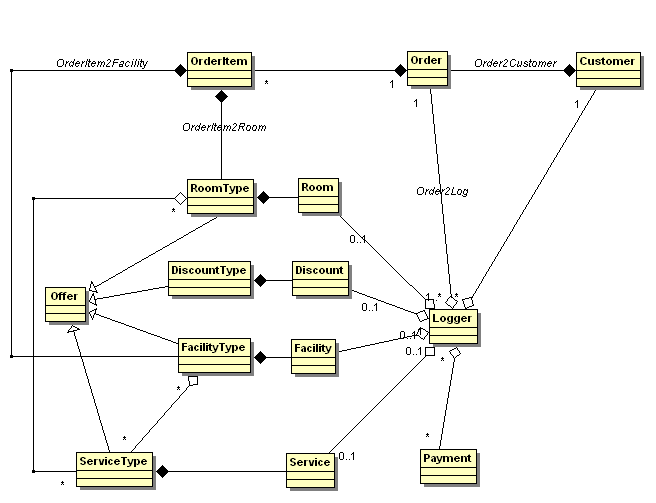 OrderItem2Facility
OrderItem
Order
Order2Customer
Customer
*
1
1
1
OrderItem2Room
RoomType
Room
Order2Log
*
0..1
DiscountType
Discount
Offer
0..1
1..*
*
Logger
FacilityType
Facility
0..1
0..1
*
*
*
*
ServiceType
Service
0..1
Payment
*